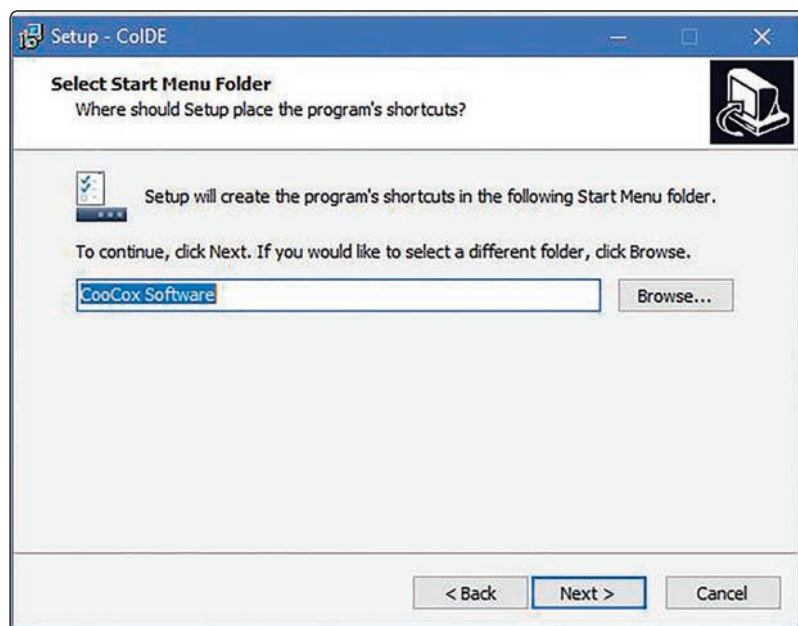 Setup - CoIDE
Select Start Menu Folder
Where should Setup place the program's shortcuts?
Setup will create the program's shortcuts in the following Start Menu folder.
To continue, click Next. If you would like to select a different folder, click Browse.
CooCox Software
Browse...
< Back
Next >
Cancel